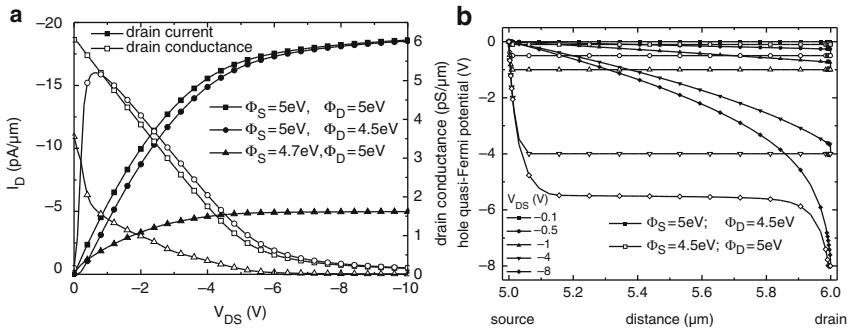 a
–20
–15
–10
–5
0
I_D (pA/µm)
drain current
drain conductance
Φ_S=5eV, Φ_D=5eV
Φ_S=5eV, Φ_D=4.5eV
Φ_S=4.7eV, Φ_D=5eV
6
5
4
3
2
1
0
drain conductance (pS/µm)
0
–2
–4
–6
–8
–10
V_DS (V)
b
0
–2
–4
–6
–8
hole quasi-Fermi potential (V)
V_DS (V)
–0.1
–0.5
–1
–4
–8
Φ_S=5eV; Φ_D=4.5eV
Φ_S=4.5eV; Φ_D=5eV
5.0
5.2
5.4
5.6
5.8
6.0
source
distance (µm)
drain